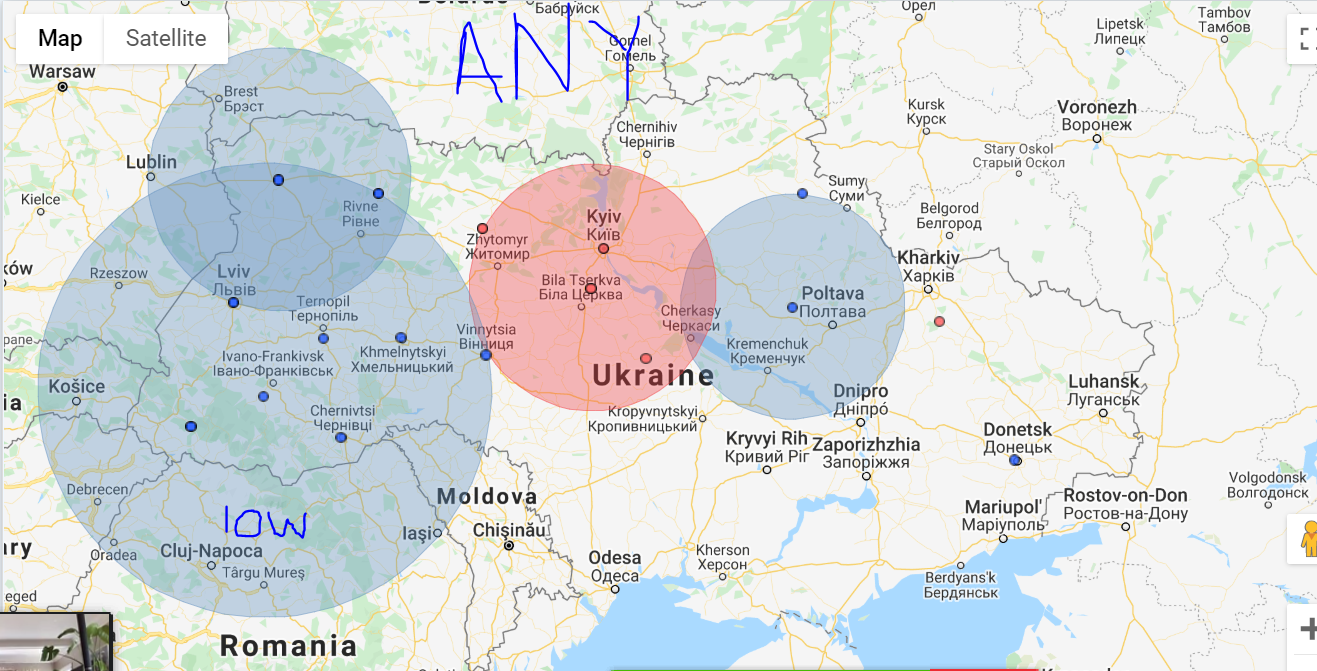 Belarus
Бабруйск
Орел
Tambov
Тамбов
Lipetsk
Липецк
Map
Satellite
ANY
Gomel
Гомель
Warsaw
Brest
Брэст
Kursk
Курск
Voronezh
Воронеж
Chernihiv
Чернігів
Lublin
Stary Oskol
Старый Оскол
Kielce
Rivne
Рівне
Sumy
Суми
Belgorod
Белгород
Kyiv
Київ
Zhytomyr
Житомир
Kharkiv
Харків
ków
Rzeszow
Lviv
Львів
Bila Tserkva
Біла Церква
Poltava
Полтава
Ternopil
Тернопіль
Cherkasy
Черкаси
Vinnytsia
Вінниця
pane
Khmelnytskyi
Хмельницький
Ivano-Frankivsk
Івано-Франківськ
Kremenchuk
Кременчук
Ukraine
Košice
Luhansk
Луганськ
ia
Dnipro
Дніпро́
Chernivtsi
Чернівці
Kropyvnytskyi
Кропивницький
Donetsk
Донецьк
Kryvyi Rih
Кривий Ріг
Zaporizhzhia
Запоріжжя
Debrecen
Moldova
Volgodonsk
Волгодонск
Rostov-on-Don
Ростов-на-Дону
Mariupol'
Маріуполь
IOW
Iași
Chișinău
ary
Oradea
Cluj-Napoca
Târgu Mureș
Odesa
Одеса
Kherson
Херсон
Berdyans'k
Бердянськ
eged
Romania